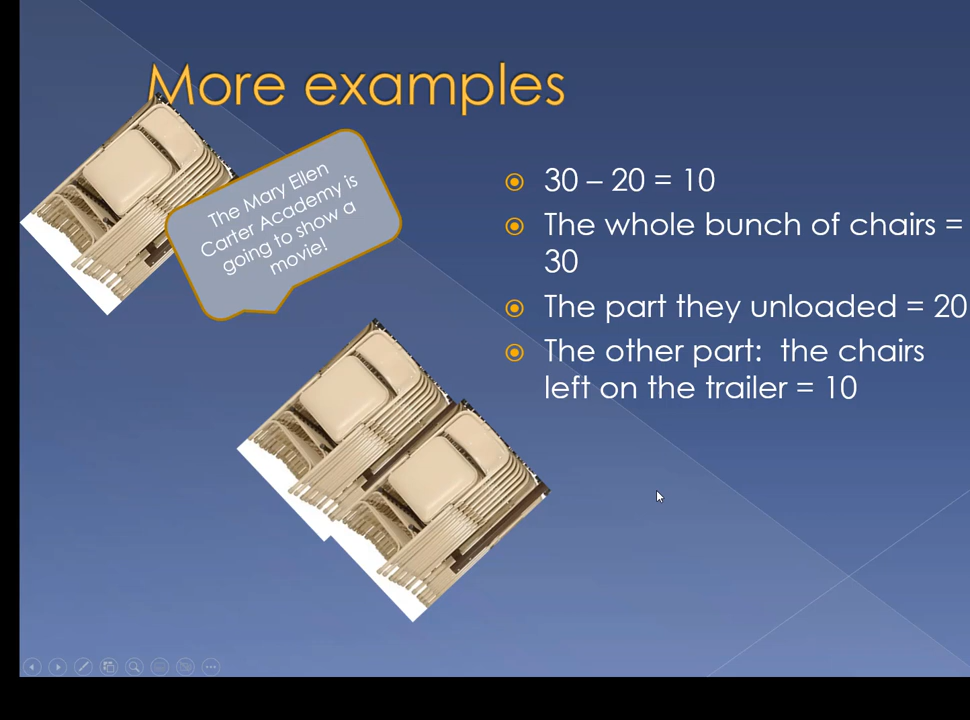 More examples
The Mary Ellen
Carter Academy is
going to show a
movie!
30 – 20 = 10
The whole bunch of chairs =
30
The part they unloaded = 20
The other part:  the chairs
left on the trailer = 10